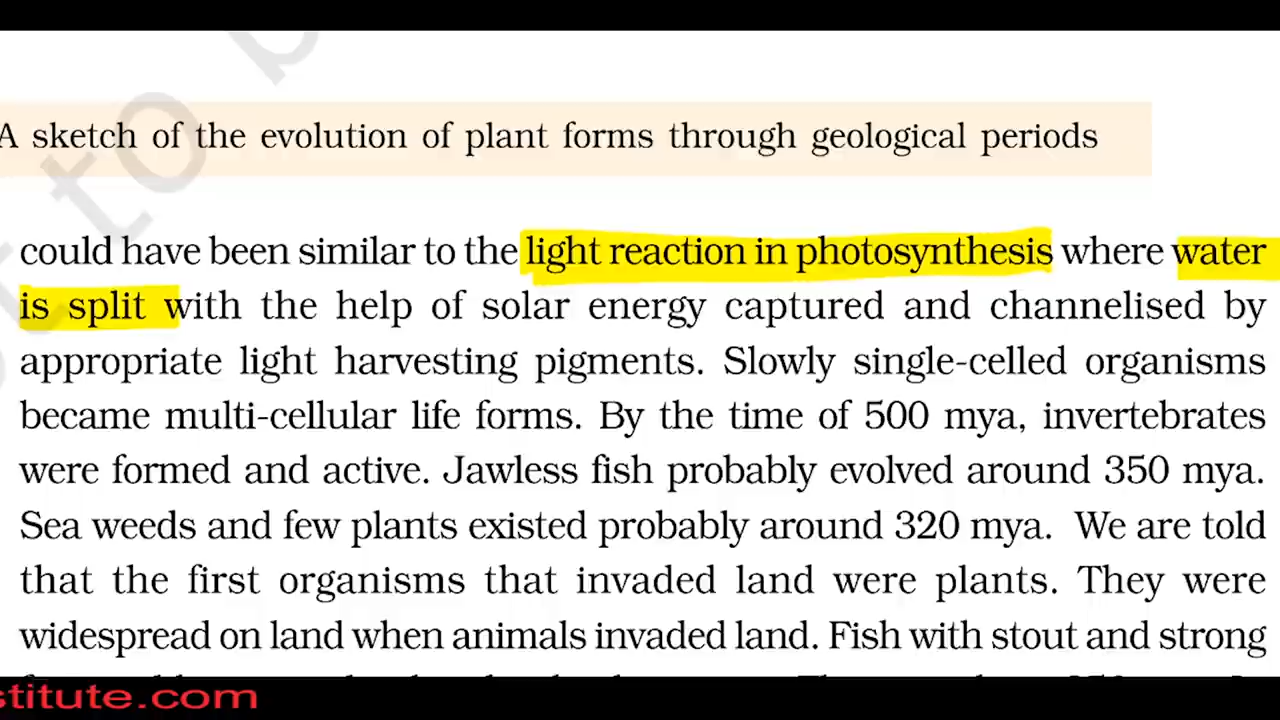 A sketch of the evolution of plant forms through geological periods
could have been similar to the light reaction in photosynthesis where water
is split with the help of solar energy captured and channelised by
appropriate light harvesting pigments. Slowly single-celled organisms
became multi-cellular life forms. By the time of 500 mya, invertebrates
were formed and active. Jawless fish probably evolved around 350 mya.
Sea weeds and few plants existed probably around 320 mya. We are told
that the first organisms that invaded land were plants. They were
widespread on land when animals invaded land. Fish with stout and strong
stitute.com